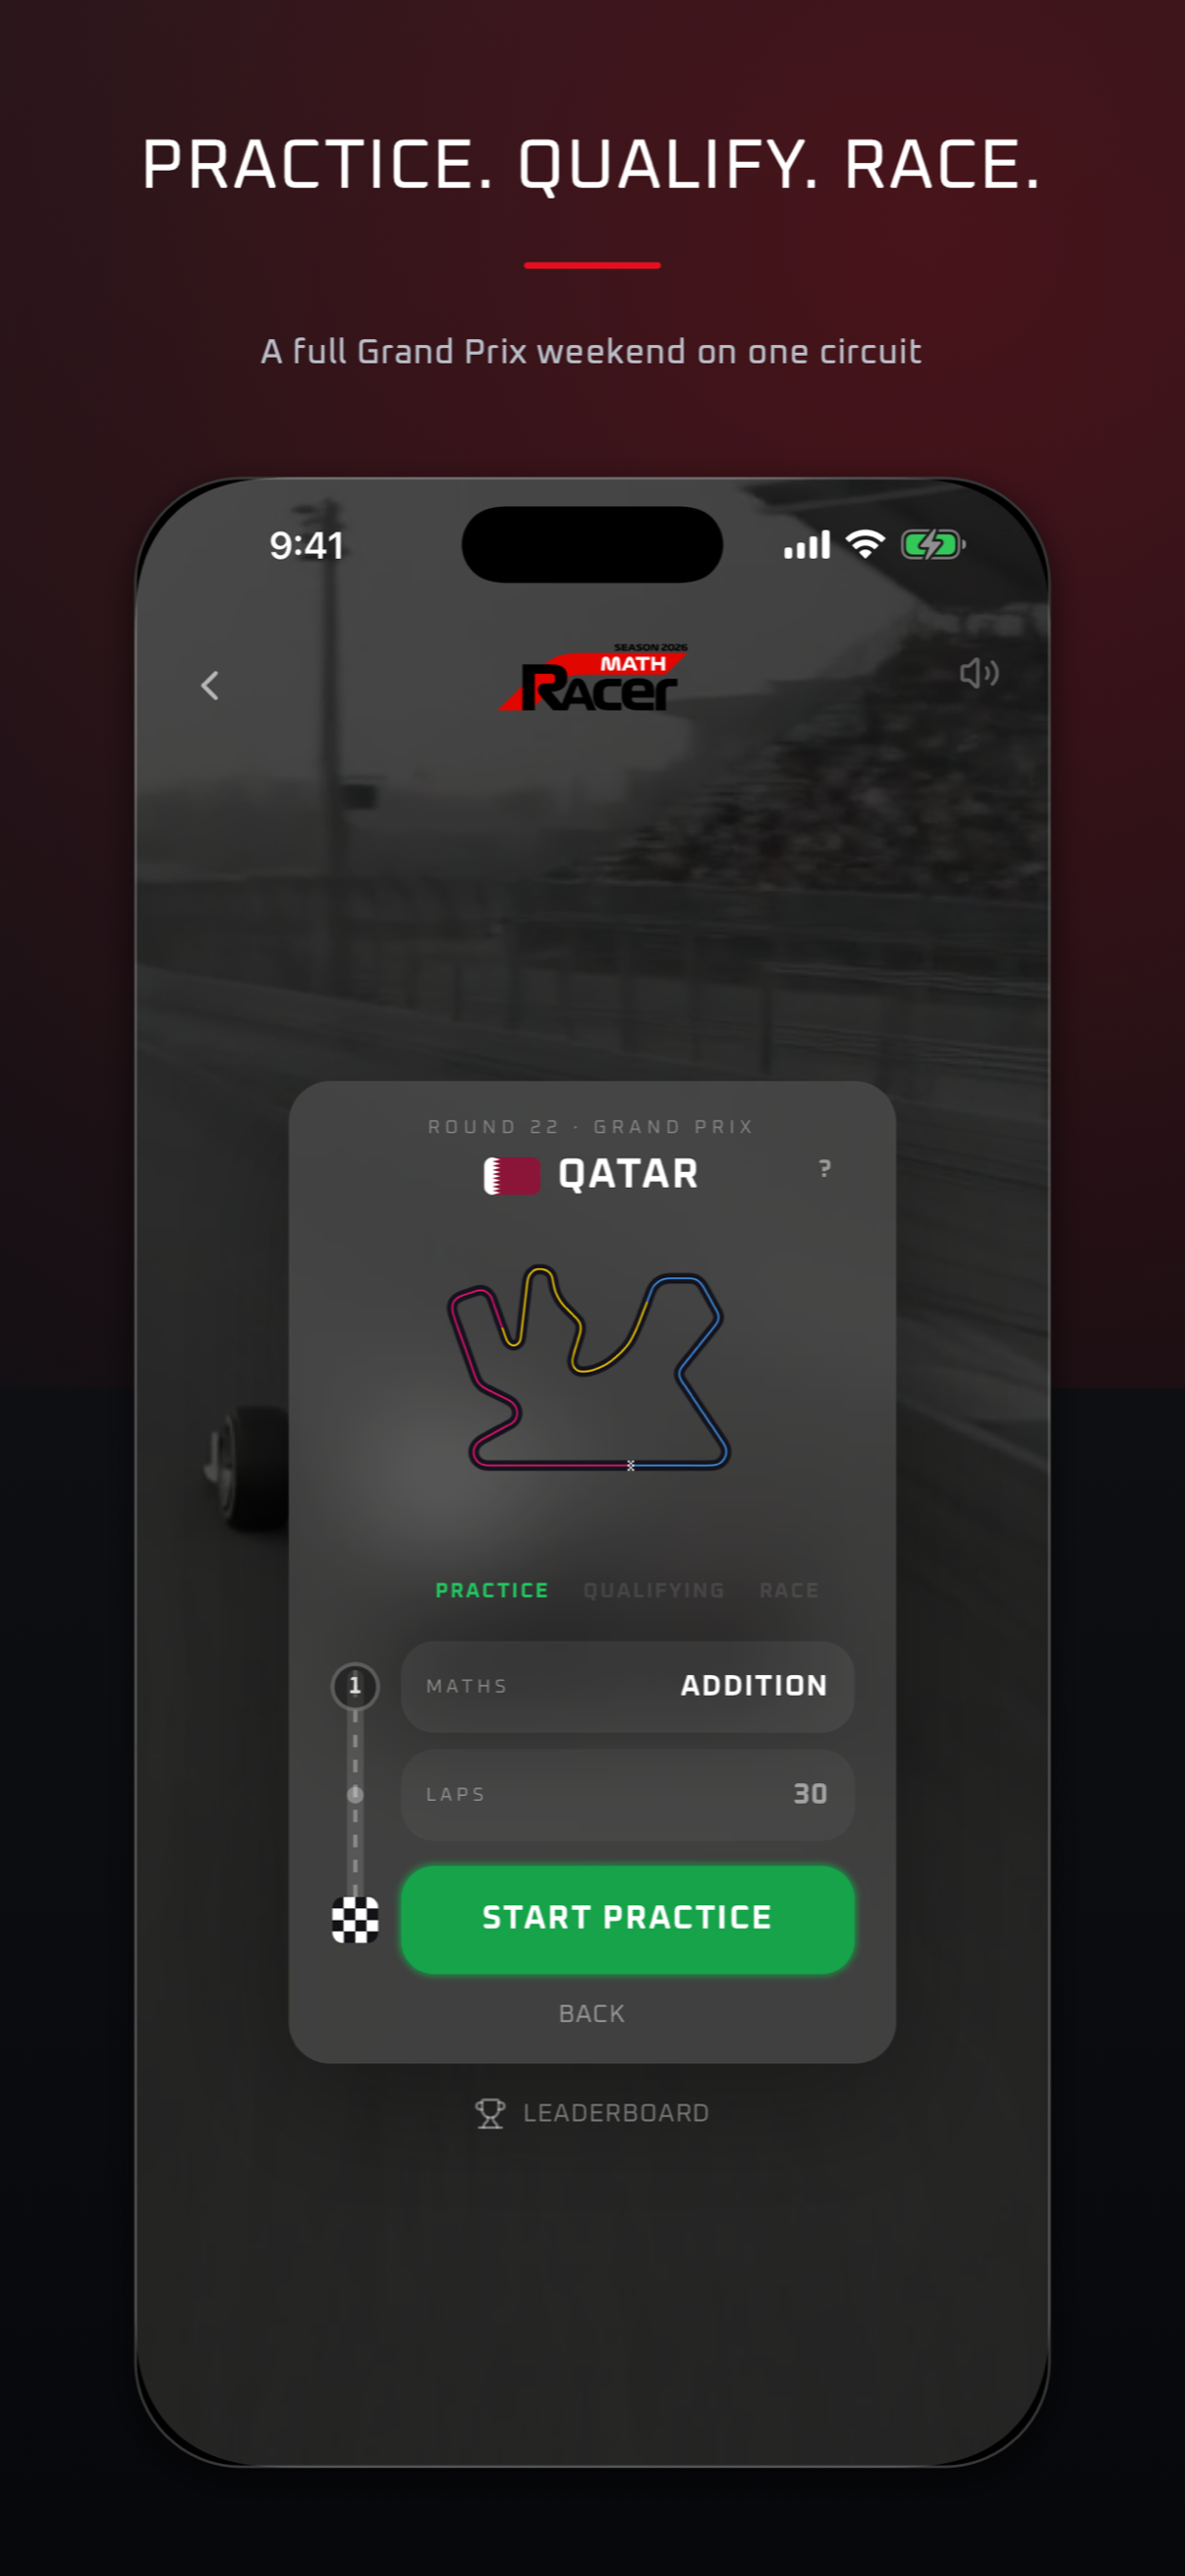 PRACTICE. QUALIFY. RACE.
A full Grand Prix weekend on one circuit
9:41
SEASON 2026
MATH
RACer
ROUND 22 · GRAND PRIX
QATAR ?
PRACTICE QUALIFYING RACE
1 MATHS ADDITION
LAPS 30
START PRACTICE
BACK
LEADERBOARD